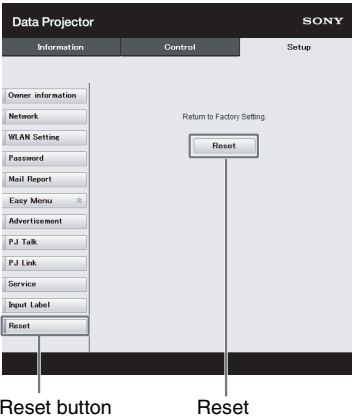 Data Projector
SONY
Information
Control
Setup
Owner information
Network
WLAN Setting
Password
Mail Report
Easy Menu
Advertisement
PJ Talk
PJ Link
Service
Input Label
Reset
Return to Factory Setting.
Reset
Reset button
Reset